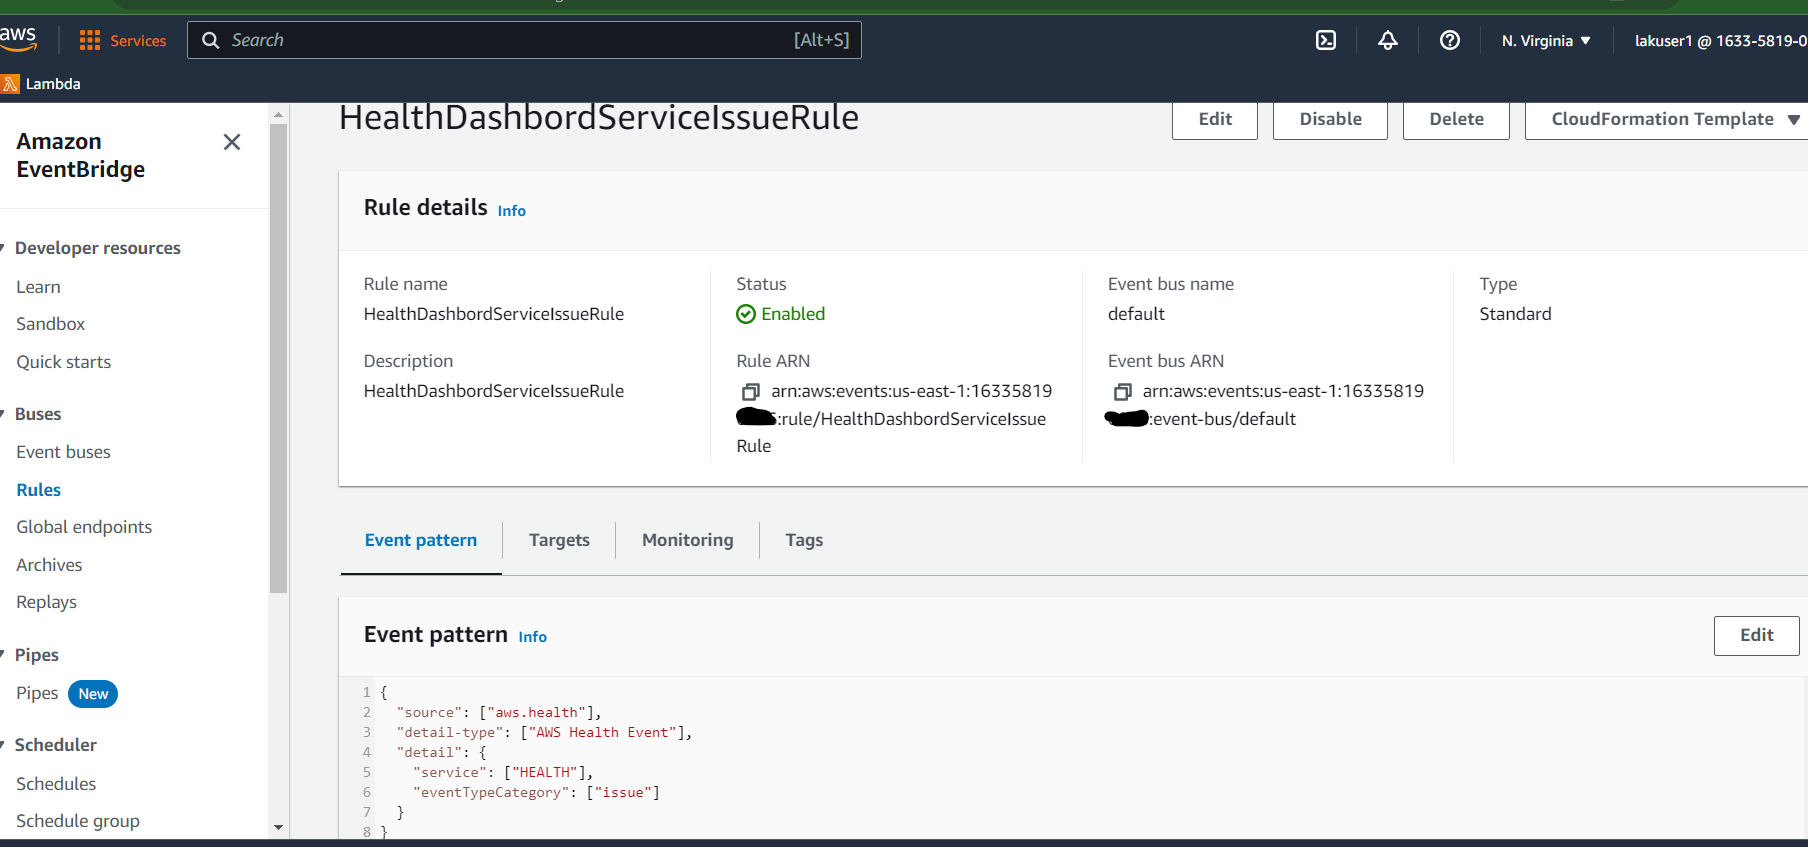 aws
Services
Search
[Alt+S]
N. Virginia
lakuser1 @ 1633-5819-0
Lambda
Amazon
EventBridge
Developer resources
Learn
Sandbox
Quick starts
Buses
Event buses
Rules
Global endpoints
Archives
Replays
Pipes
Pipes New
Scheduler
Schedules
Schedule group
HealthDashbordServiceIssueRule
Edit
Disable
Delete
CloudFormation Template
Rule details Info
Rule name
HealthDashbordServiceIssueRule
Description
HealthDashbordServiceIssueRule
Status
Enabled
Rule ARN
arn:aws:events:us-east-1:16335819
:rule/HealthDashbordServiceIssue
Rule
Event bus name
default
Event bus ARN
arn:aws:events:us-east-1:16335819
:event-bus/default
Type
Standard
Event pattern
Targets
Monitoring
Tags
Event pattern Info
Edit
1 {
2 "source": ["aws.health"],
3 "detail-type": ["AWS Health Event"],
4 "detail": {
5 "service": ["HEALTH"],
6 "eventTypeCategory": ["issue"]
7 }
8 }